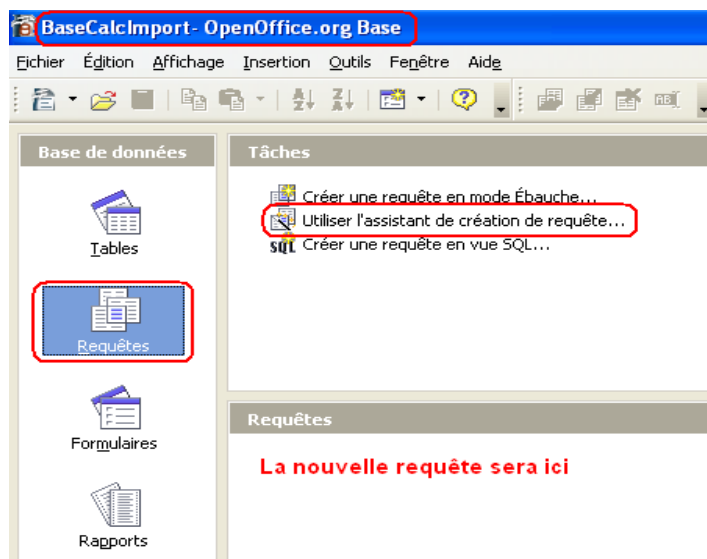 BaseCalcImport - OpenOffice.org Base
Fichier Édition Affichage Insertion Outils Fenêtre Aide
Base de données
Tâches
Créer une requête en mode Ébauche...
Utiliser l'assistant de création de requête...
SQL Créer une requête en vue SQL...
Tables
Requêtes
Formulaires
Rapports
Requêtes
La nouvelle requête sera ici